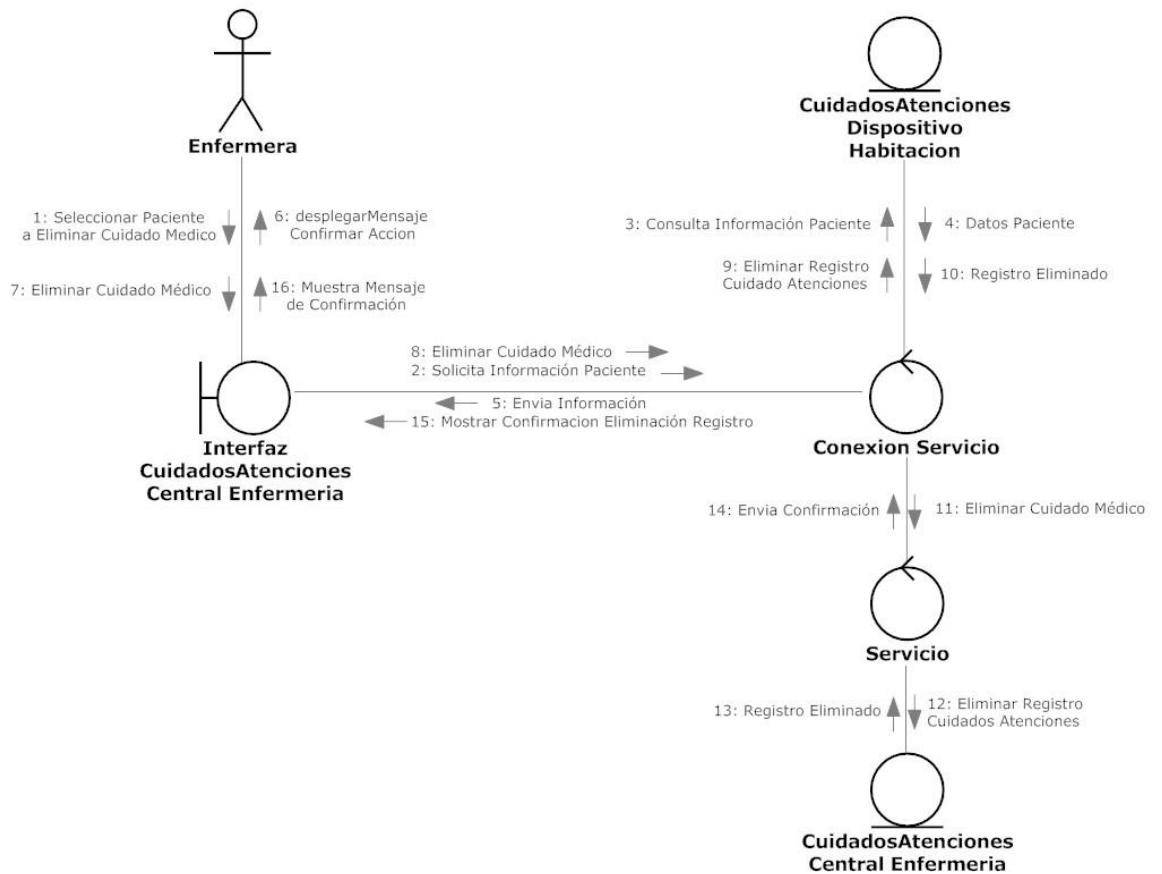 Enfermera
CuidadosAtenciones
Dispositivo
Habitacion
1: Seleccionar Paciente
a Eliminar Cuidado Medico
6: desplegarMensaje
Confirmar Accion
3: Consulta Información Paciente
4: Datos Paciente
7: Eliminar Cuidado Médico
16: Muestra Mensaje
de Confirmación
9: Eliminar Registro
Cuidado Atenciones
10: Registro Eliminado
8: Eliminar Cuidado Médico
2: Solicita Información Paciente
5: Envia Información
15: Mostrar Confirmacion Eliminación Registro
Interfaz
CuidadosAtenciones
Central Enfermeria
Conexion Servicio
14: Envia Confirmación
11: Eliminar Cuidado Médico
Servicio
13: Registro Eliminado
12: Eliminar Registro
Cuidados Atenciones
CuidadosAtenciones
Central Enfermeria